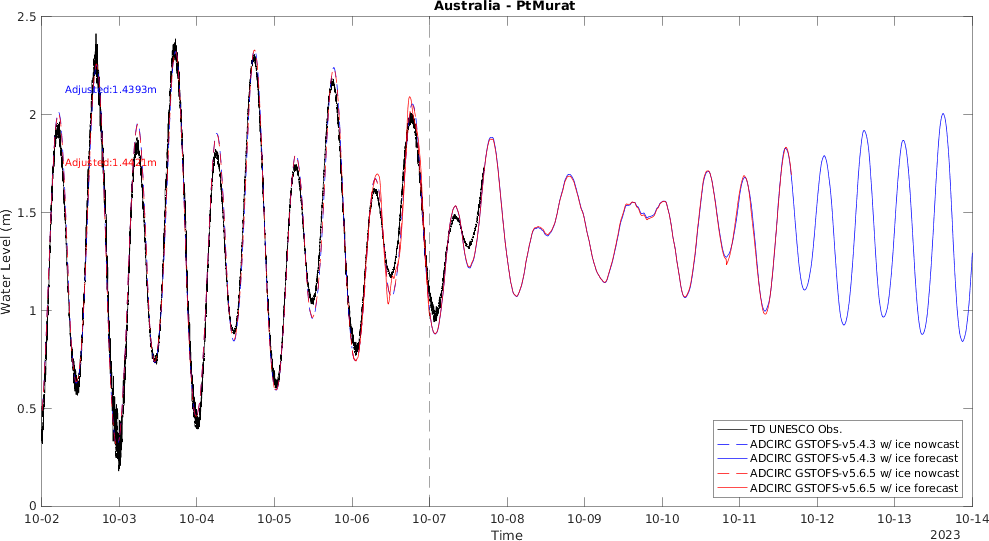 Australia - PtMurat
2.5
2
1.5
1
0.5
0
Water Level (m)
Adjusted:1.4393m
Adjusted:1.4421m
TD UNESCO Obs.
ADCIRC GSTOFS-v5.4.3 w/ ice nowcast
ADCIRC GSTOFS-v5.4.3 w/ ice forecast
ADCIRC GSTOFS-v5.6.5 w/ ice nowcast
ADCIRC GSTOFS-v5.6.5 w/ ice forecast
10-02 10-03 10-04 10-05 10-06 10-07 10-08 10-09 10-10 10-11 10-12 10-13 10-14
Time
2023